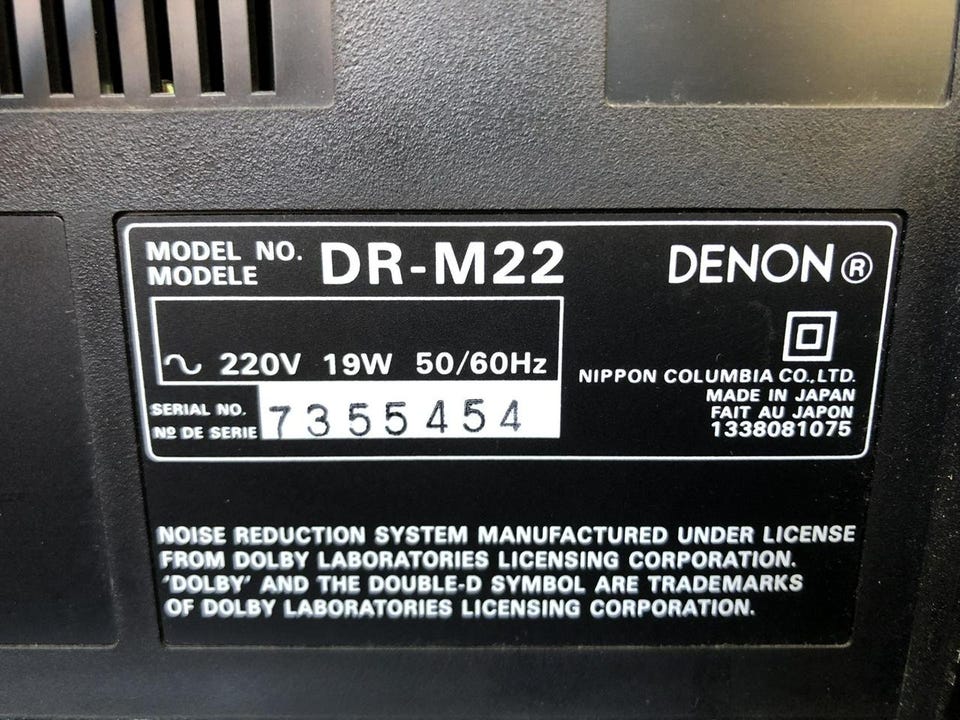 MODEL NO. DR-M22 DENON®
MODELE
~ 220V 19W 50/60Hz
NIPPON COLUMBIA CO.,LTD.
MADE IN JAPAN
SERIAL NO. 7355454
FAIT AU JAPON
Nº DE SERIE
1338081075
NOISE REDUCTION SYSTEM MANUFACTURED UNDER LICENSE
FROM DOLBY LABORATORIES LICENSING CORPORATION.
'DOLBY' AND THE DOUBLE-D SYMBOL ARE TRADEMARKS
OF DOLBY LABORATORIES LICENSING CORPORATION.